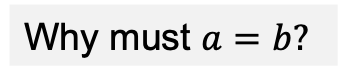 Why must a = b?